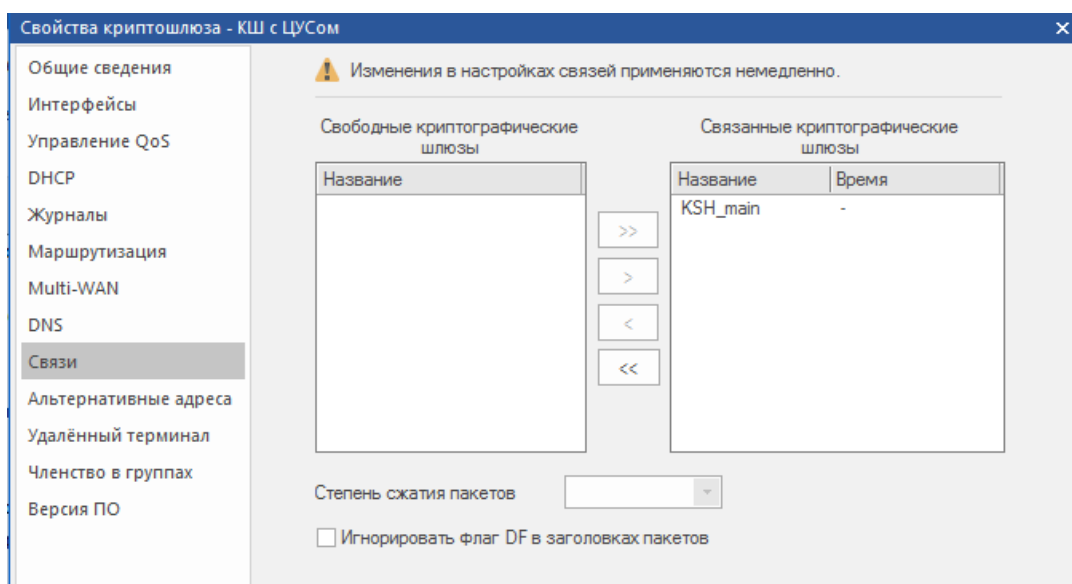 Свойства криптошлюза - КШ с ЦУСом
Общие сведения
Интерфейсы
Управление QoS
DHCP
Журналы
Маршрутизация
Multi-WAN
DNS
Связи
Альтернативные адреса
Удалённый терминал
Членство в группах
Версия ПО
Изменения в настройках связей применяются немедленно.
Свободные криптографические
шлюзы
Название
>>
>
<
<<
Связанные криптографические
шлюзы
Название Время
KSH_main -
Степень сжатия пакетов
Игнорировать флаг DF в заголовках пакетов